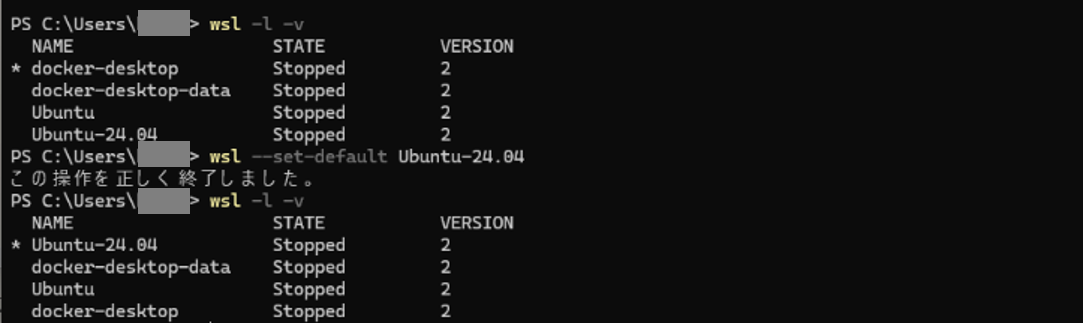 PS C:\Users\> wsl -l -v
  NAME                   STATE           VERSION
* docker-desktop         Stopped         2
  docker-desktop-data    Stopped         2
  Ubuntu                 Stopped         2
  Ubuntu-24.04           Stopped         2
PS C:\Users\> wsl --set-default Ubuntu-24.04
この操作を正しく終了しました。
PS C:\Users\> wsl -l -v
  NAME                   STATE           VERSION
* Ubuntu-24.04           Stopped         2
  docker-desktop-data    Stopped         2
  Ubuntu                 Stopped         2
  docker-desktop         Stopped         2